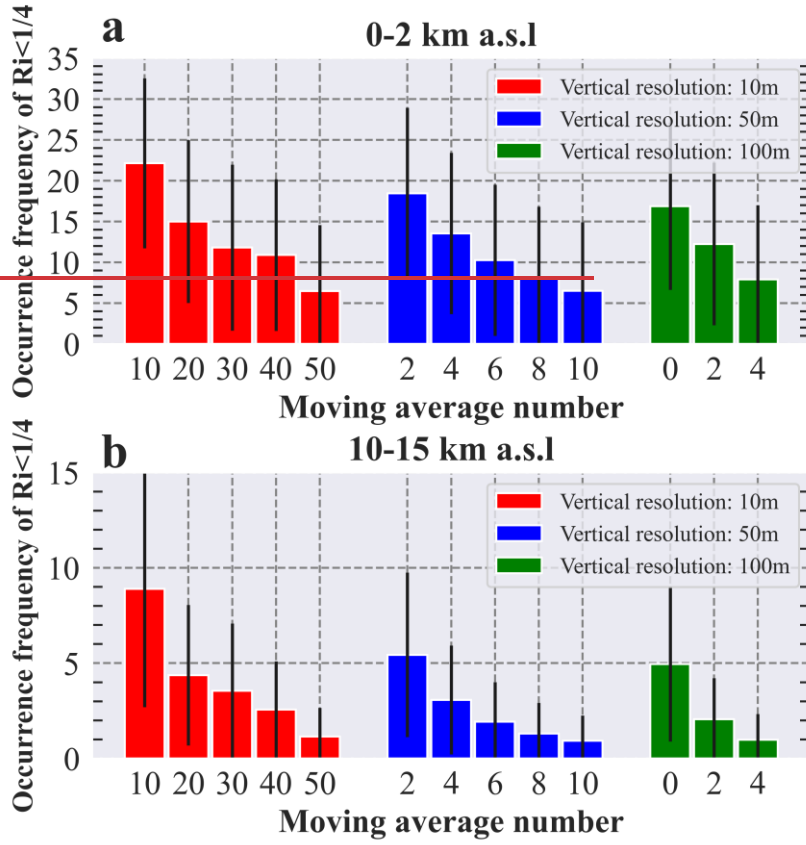 a
0-2 km a.s.l
Occurrence frequency of Ri<1/4
35
30
25
20
15
10
5
0
Vertical resolution: 10m
Vertical resolution: 50m
Vertical resolution: 100m
10 20 30 40 50 2 4 6 8 10 0 2 4
Moving average number
b
10-15 km a.s.l
Occurrence frequency of Ri<1/4
15
10
5
0
Vertical resolution: 10m
Vertical resolution: 50m
Vertical resolution: 100m
10 20 30 40 50 2 4 6 8 10 0 2 4
Moving average number